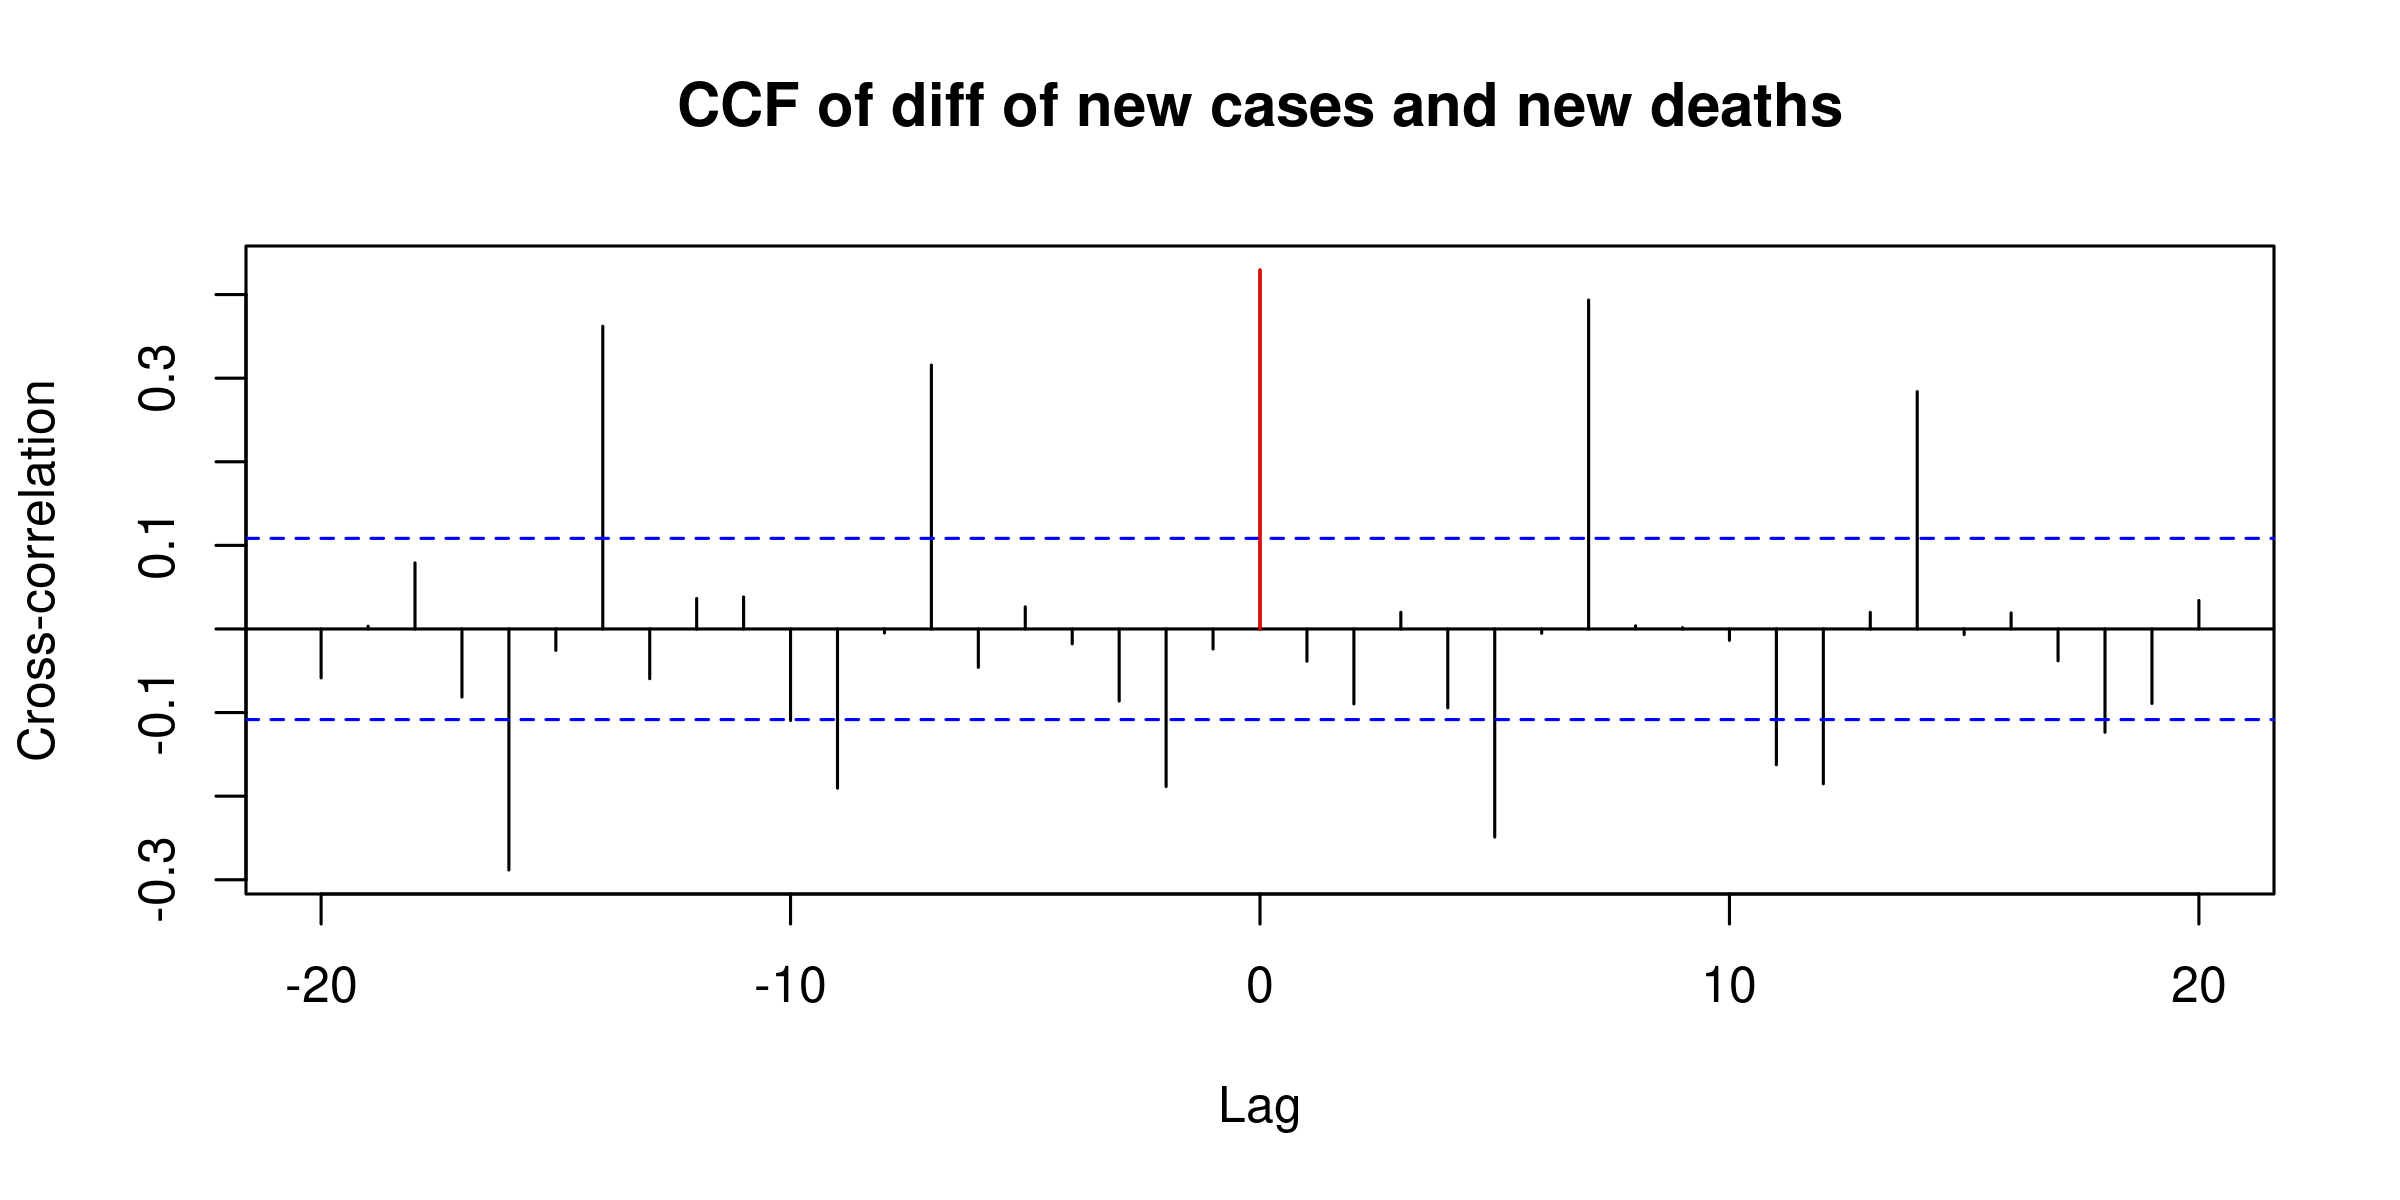 CCF of diff of new cases and new deaths
Cross-correlation
0.3
0.1
-0.1
-0.3
-20 -10 0 10 20
Lag